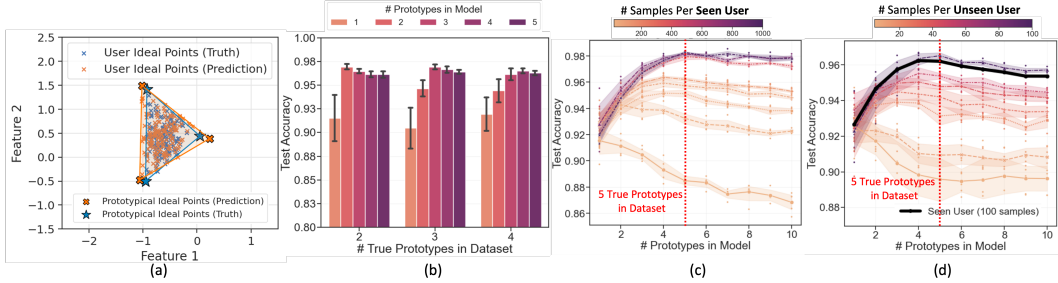 2.5
2.0
1.5
1.0
0.5
0.0
−0.5
−1.0
−1.5
Feature 2
User Ideal Points (Truth)
User Ideal Points (Prediction)
Prototypical Ideal Points (Prediction)
Prototypical Ideal Points (Truth)
−2 −1 0 1
Feature 1
(a)
# Prototypes in Model
1 2 3 4 5
1.00
0.98
0.95
0.93
0.90
0.88
0.85
0.83
0.80
Test Accuracy
2 3 4
# True Prototypes in Dataset
(b)
# Samples Per Seen User
200 400 600 800 1000
0.98
0.96
0.94
0.92
0.90
0.88
0.86
Test Accuracy
5 True Prototypes
in Dataset
2 4 6 8 10
# Prototypes in Model
(c)
# Samples Per Unseen User
20 40 60 80 100
0.96
0.94
0.92
0.90
0.88
Test Accuracy
5 True Prototypes
in Dataset
Seen User (100 samples)
0 2 4 6 8 10
# Prototypes in Model
(d)